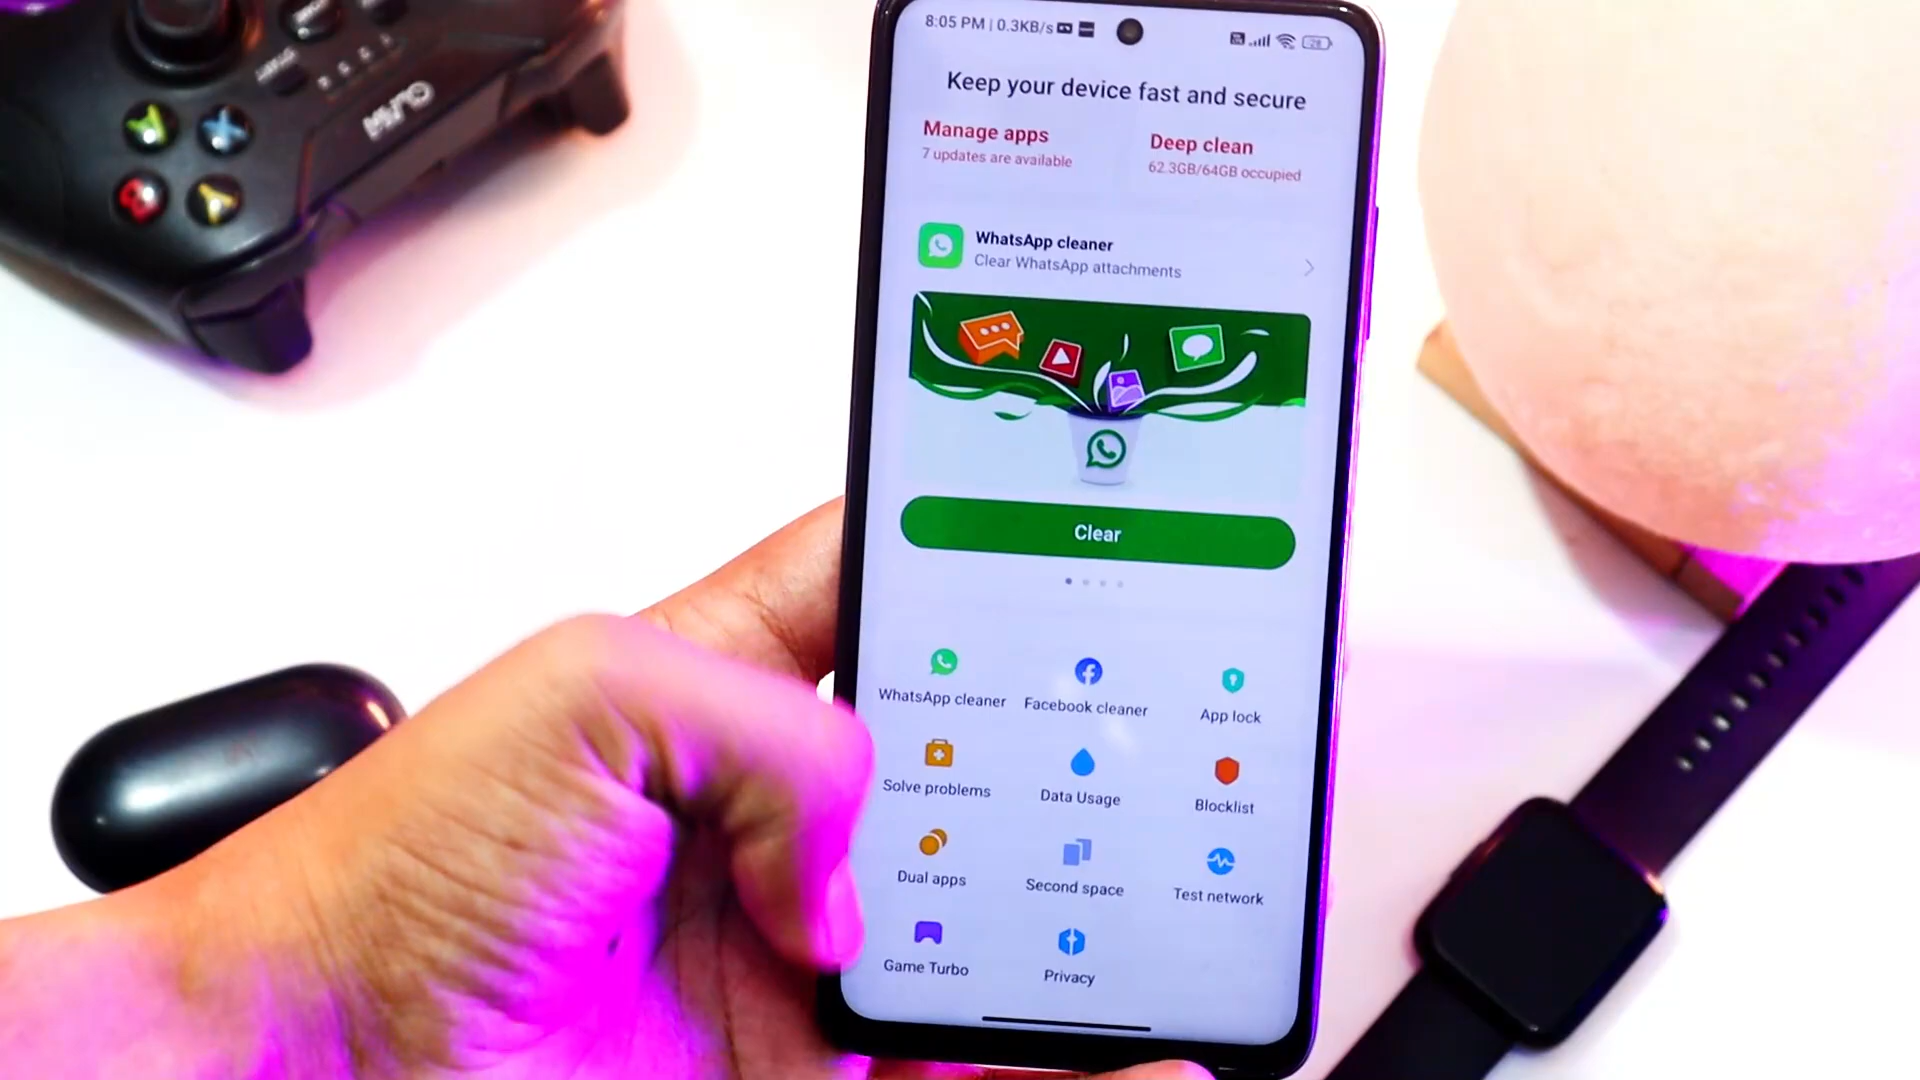 8:05 PM | 0.3KB/s
28
Keep your device fast and secure
Manage apps
7 updates are available
Deep clean
62.3GB/64GB occupied
WhatsApp cleaner
Clear WhatsApp attachments
Clear
WhatsApp cleaner
Facebook cleaner
App lock
Solve problems
Data Usage
Blocklist
Dual apps
Second space
Test network
Game Turbo
Privacy